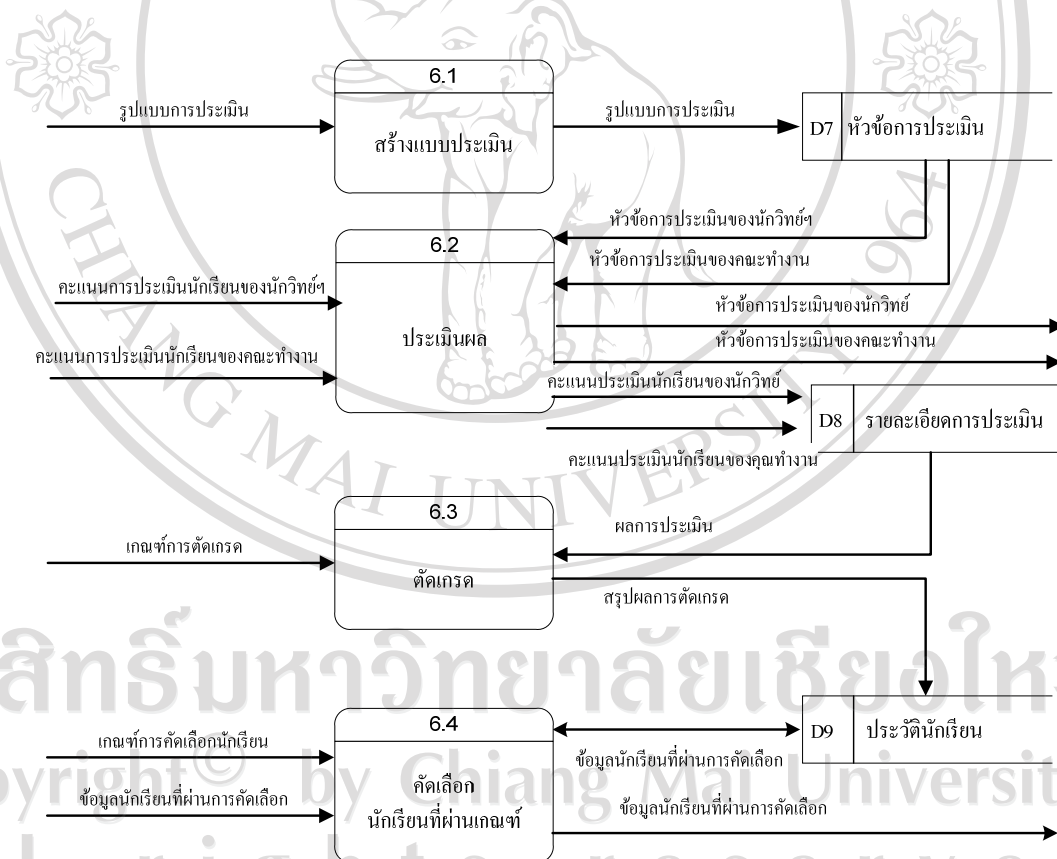 6.1
รูปแบบการประเมิน
รูปแบบการประเมิน
สร้างแบบประเมิน
D7 หัวข้อการประเมิน
หัวข้อการประเมินของนักวิทย์ฯ
6.2
หัวข้อการประเมินของคณะทำงาน
คะแนนการประเมินนักเรียนของนักวิทย์ฯ
หัวข้อการประเมินของนักวิทย์
ประเมินผล
หัวข้อการประเมินของคณะทำงาน
คะแนนการประเมินนักเรียนของคณะทำงาน
คะแนนประเมินนักเรียนของนักวิทย์
D8 รายละเอียดการประเมิน
คะแนนประเมินนักเรียนของคุณทำงาน
6.3
ผลการประเมิน
เกณฑ์การตัดเกรด
ตัดเกรด
สรุปผลการตัดเกรด
6.4
D9 ประวัตินักเรียน
เกณฑ์การคัดเลือกนักเรียน
ข้อมูลนักเรียนที่ผ่านการคัดเลือก
คัดเลือก
นักเรียนที่ผ่านเกณฑ์
ข้อมูลนักเรียนที่ผ่านการคัดเลือก
ข้อมูลนักเรียนที่ผ่านการคัดเลือก
CHIANG MAI UNIVERSITY 1964
สิทธิ์มหาวิทยาลัยเชียงให
opyright © by Chiang Mai Universit